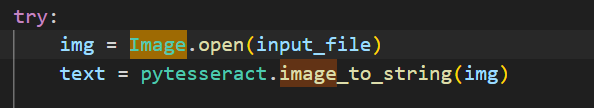 try:
    img = Image.open(input_file)
    text = pytesseract.image_to_string(img)